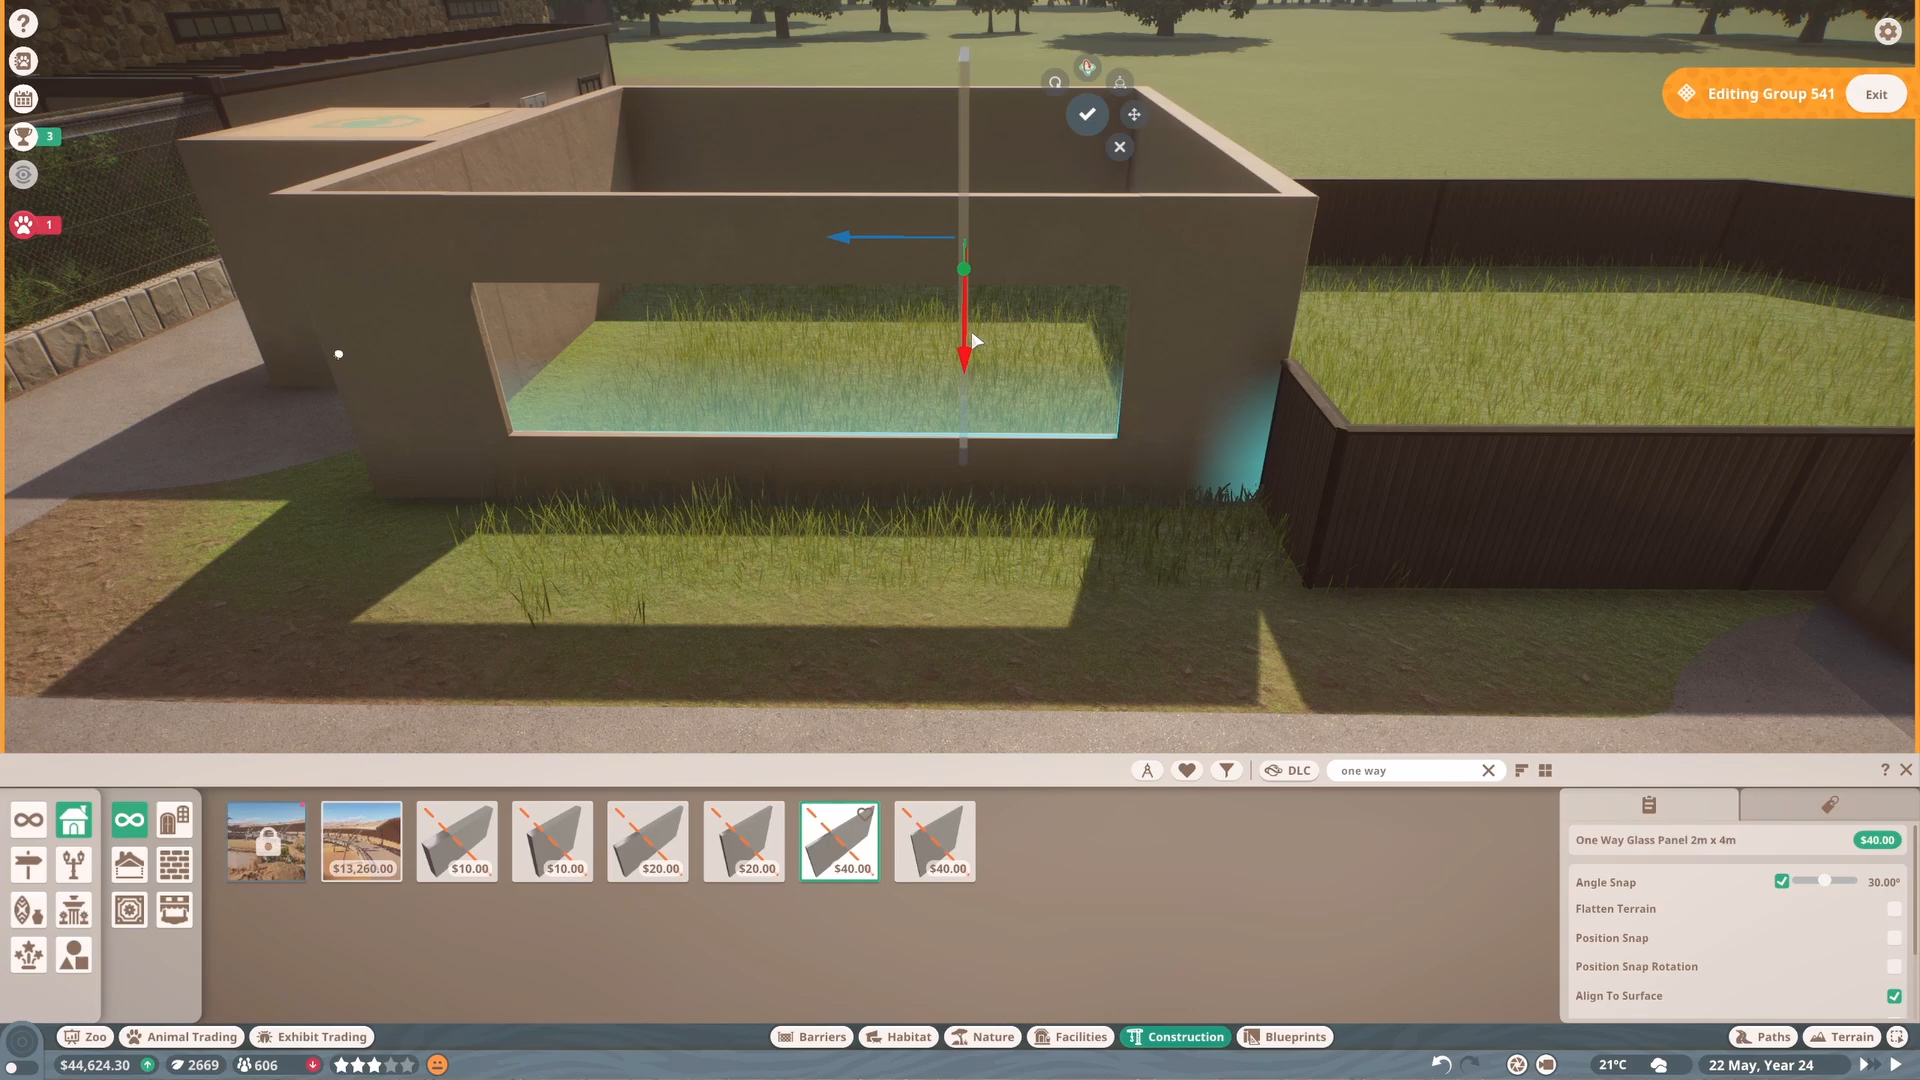 ?
Editing Group 541
Exit
3
1
DLC
one way
?
$13,260.00
$10.00
$10.00
$20.00
$20.00
$40.00
$40.00
One Way Glass Panel 2m x 4m
$40.00
Angle Snap
30.00°
Flatten Terrain
Position Snap
Position Snap Rotation
Align To Surface
Zoo
Animal Trading
Exhibit Trading
Barriers
Habitat
Nature
Facilities
Construction
Blueprints
Paths
Terrain
$44,624.30
2669
606
21°C
22 May, Year 24